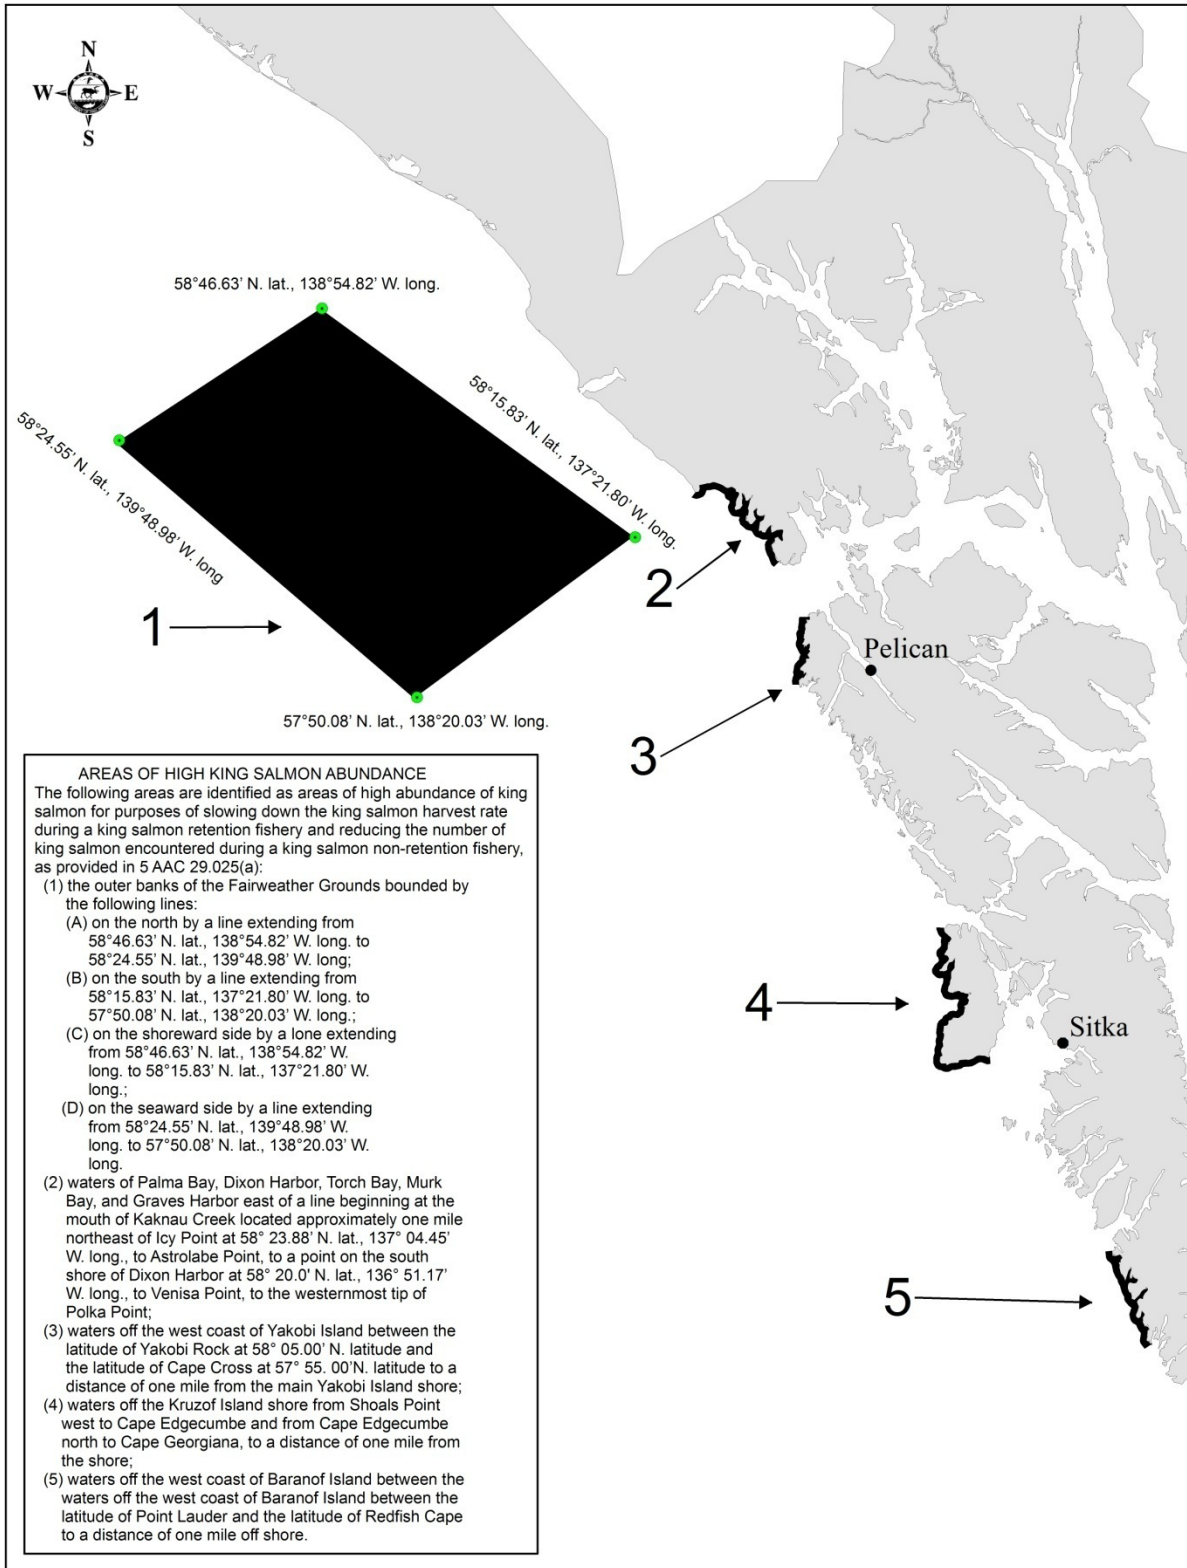 N
W E
S
58°46.63’ N. lat., 138°54.82’ W. long.
58°15.83’ N. lat., 137°21.80’ W. long.
58°24.55’ N. lat., 139°48.98’ W. long
57°50.08’ N. lat., 138°20.03’ W. long.
1
2
3
Pelican
4
Sitka
5
AREAS OF HIGH KING SALMON ABUNDANCE
The following areas are identified as areas of high abundance of king
salmon for purposes of slowing down the king salmon harvest rate
during a king salmon retention fishery and reducing the number of
king salmon encountered during a king salmon non-retention fishery,
as provided in 5 AAC 29.025(a):
(1) the outer banks of the Fairweather Grounds bounded by
the following lines:
(A) on the north by a line extending from
58°46.63’ N. lat., 138°54.82’ W. long. to
58°24.55’ N. lat., 139°48.98’ W. long;
(B) on the south by a line extending from
58°15.83’ N. lat., 137°21.80’ W. long. to
57°50.08’ N. lat., 138°20.03’ W. long.;
(C) on the shoreward side by a lone extending
from 58°46.63’ N. lat., 138°54.82’ W.
long. to 58°15.83’ N. lat., 137°21.80’ W.
long.;
(D) on the seaward side by a line extending
from 58°24.55’ N. lat., 139°48.98’ W.
long. to 57°50.08’ N. lat., 138°20.03’ W.
long.
(2) waters of Palma Bay, Dixon Harbor, Torch Bay, Murk
Bay, and Graves Harbor east of a line beginning at the
mouth of Kaknau Creek located approximately one mile
northeast of Icy Point at 58° 23.88’ N. lat., 137° 04.45’
W. long., to Astrolabe Point, to a point on the south
shore of Dixon Harbor at 58° 20.0' N. lat., 136° 51.17’
W. long., to Venisa Point, to the westernmost tip of
Polka Point;
(3) waters off the west coast of Yakobi Island between the
latitude of Yakobi Rock at 58° 05.00’ N. latitude and
the latitude of Cape Cross at 57° 55. 00’N. latitude to a
distance of one mile from the main Yakobi Island shore;
(4) waters off the Kruzof Island shore from Shoals Point
west to Cape Edgecumbe and from Cape Edgecumbe
north to Cape Georgiana, to a distance of one mile from
the shore;
(5) waters off the west coast of Baranof Island between the
waters off the west coast of Baranof Island between the
latitude of Point Lauder and the latitude of Redfish Cape
to a distance of one mile off shore.